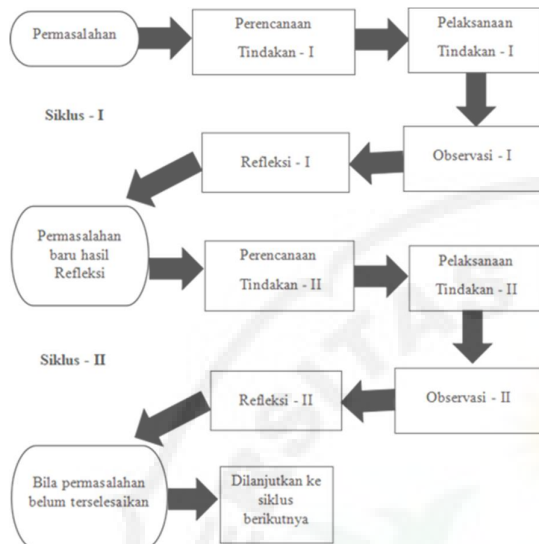 Permasalahan
Perencanaan
Tindakan - I
Pelaksanaan
Tindakan - I
Siklus - I
Refleksi - I
Observasi - I
Permasalahan
baru hasil
Refleksi
Perencanaan
Tindakan - II
Pelaksanaan
Tindakan - II
Siklus - II
Refleksi - II
Observasi - II
Bila permasalahan
belum terselesaikan
Dilanjutkan ke
siklus
berikutnya